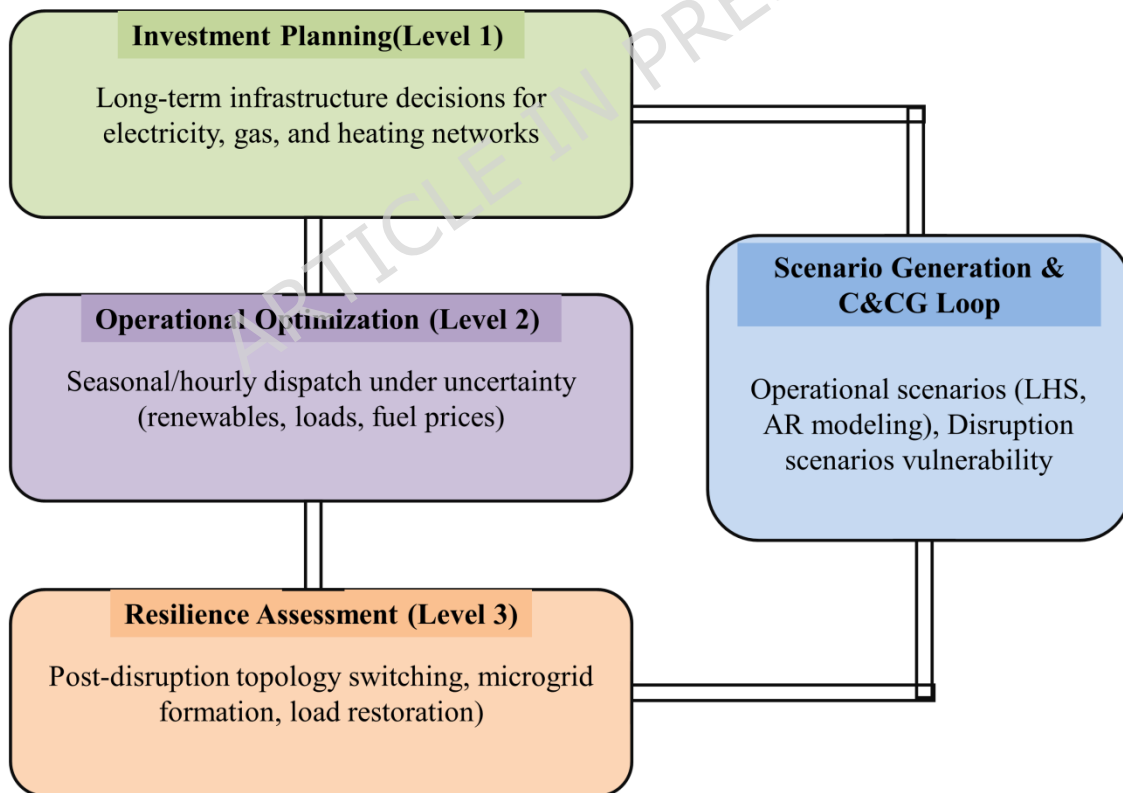 Investment Planning(Level 1)
Long-term infrastructure decisions for
electricity, gas, and heating networks
Operational Optimization (Level 2)
Seasonal/hourly dispatch under uncertainty
(renewables, loads, fuel prices)
Resilience Assessment (Level 3)
Post-disruption topology switching, microgrid
formation, load restoration)
Scenario Generation &
C&CG Loop
Operational scenarios (LHS,
AR modeling), Disruption
scenarios vulnerability
ARTICLE IN